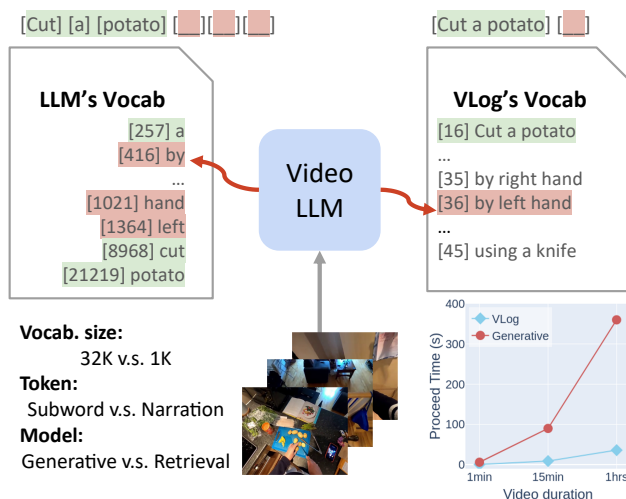 [Cut] [a] [potato] [__][__][__]
LLM's Vocab
[257] a
[416] by
...
[1021] hand
[1364] left
[8968] cut
[21219] potato
Video
LLM
[Cut a potato] [__]
VLog's Vocab
[16] Cut a potato
...
[35] by right hand
[36] by left hand
...
[45] using a knife
Vocab. size:
32K v.s. 1K
Token:
Subword v.s. Narration
Model:
Generative v.s. Retrieval
VLog
Generative
Proceed Time (s)
400
300
200
100
0
1min
15min
1hrs
Video duration